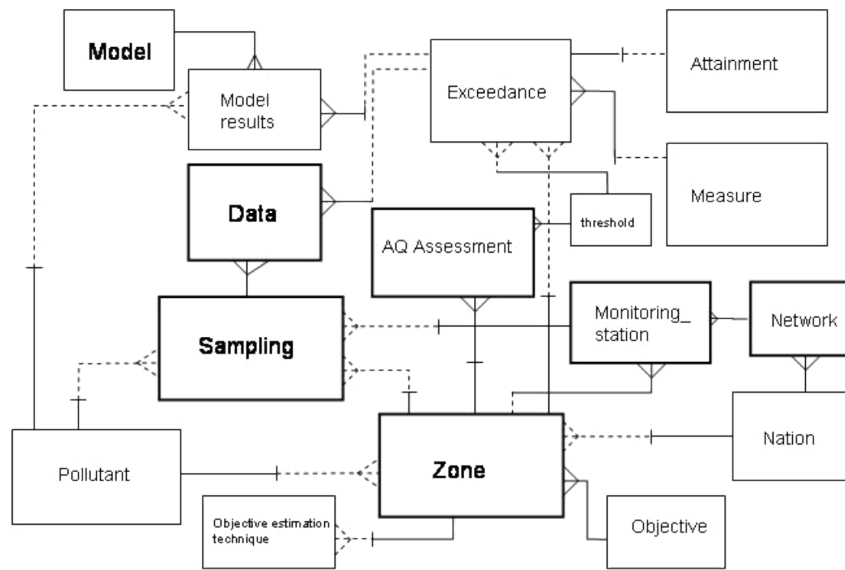 Model
Model
results
Exceedance
Attainment
Data
AQ Assessment
threshold
Measure
Sampling
Monitoring_
station
Network
Pollutant
Zone
Nation
Objective estimation
technique
Objective